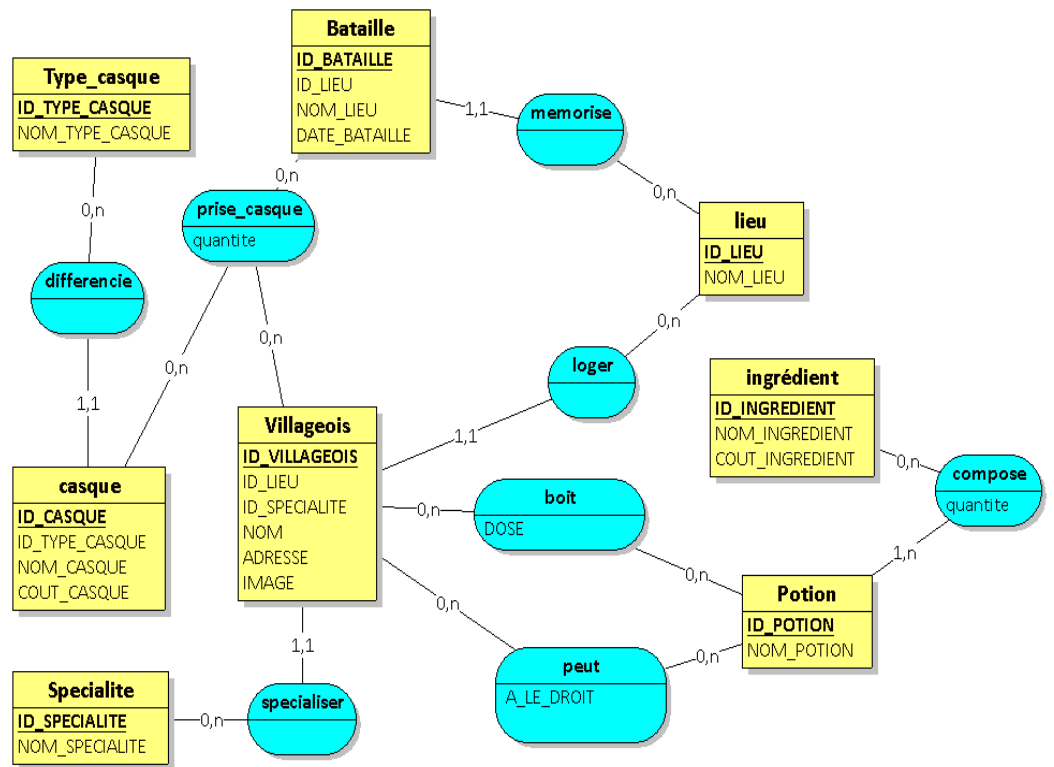 Bataille
ID_BATAILLE
ID_LIEU
NOM_LIEU
DATE_BATAILLE
Type_casque
ID_TYPE_CASQUE
NOM_TYPE_CASQUE
1,1
memorise
0,n
0,n
0,n
prise_casque
quantite
lieu
ID_LIEU
NOM_LIEU
differencie
0,n
0,n
0,n
loger
1,1
ingrédient
ID_INGREDIENT
NOM_INGREDIENT
COUT_INGREDIENT
Villageois
ID_VILLAGEOIS
ID_LIEU
ID_SPECIALITE
NOM
ADRESSE
IMAGE
1,1
0,n
compose
quantite
casque
ID_CASQUE
ID_TYPE_CASQUE
NOM_CASQUE
COUT_CASQUE
0,n
boit
DOSE
1,n
0,n
Potion
ID_POTION
NOM_POTION
0,n
1,1
0,n
peut
A_LE_DROIT
Specialite
ID_SPECIALITE
NOM_SPECIALITE
0,n
specialiser